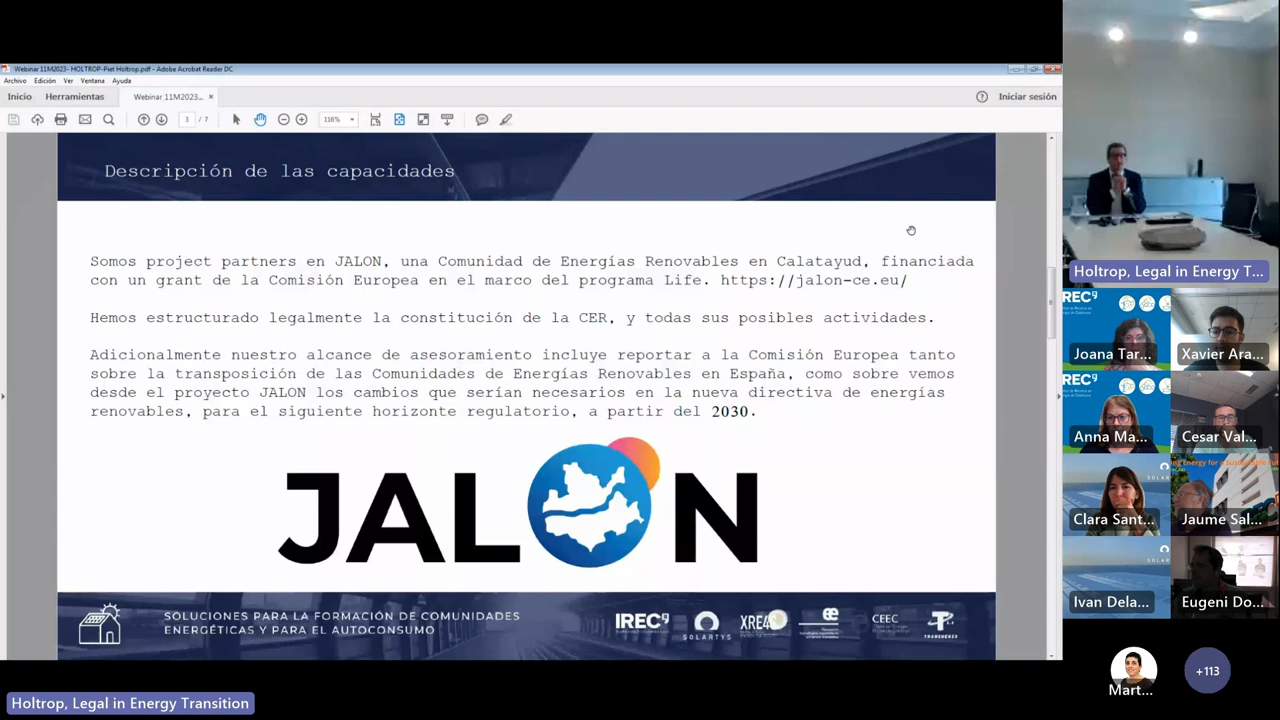 Webinar 11M2023- HOLTROP-Piet Holtrop.pdf - Adobe Acrobat Reader DC
Archivo Edición Ver Ventana Ayuda
Inicio Herramientas Webinar 11M2023... × Iniciar sesión
3 / 7 116%
Descripción de las capacidades
Somos project partners en JALON, una Comunidad de Energías Renovables en Calatayud, financiada
con un grant de la Comisión Europea en el marco del programa Life. https://jalon-ce.eu/
Hemos estructurado legalmente la constitución de la CER, y todas sus posible actividades.
Adicionalmente nuestro alcance de asesoramiento incluye reportar a la Comisión Europea tanto
sobre la transposición de las Comunidades de Energías Renovables en España, como sobre vemos
desde el proyecto JALON los cambios que serían necesarios en la nueva directiva de energías
renovables, para el siguiente horizonte regulatorio, a partir del 2030.
JALON
SOLUCIONES PARA LA FORMACIÓN DE COMUNIDADES
ENERGÉTICAS Y PARA EL AUTOCONSUMO
IREC
SOLARTYS
XRE4S
CEEC
TRANSENER
Holtrop, Legal in Energy T...
IREC
Joana Tar...
Xavier Ara...
IREC
Anna Ma...
Cesar Val...
Clara Sant...
Jaume Sal...
Ivan Dela...
Eugeni Do...
Mart...
+113
Holtrop, Legal in Energy Transition